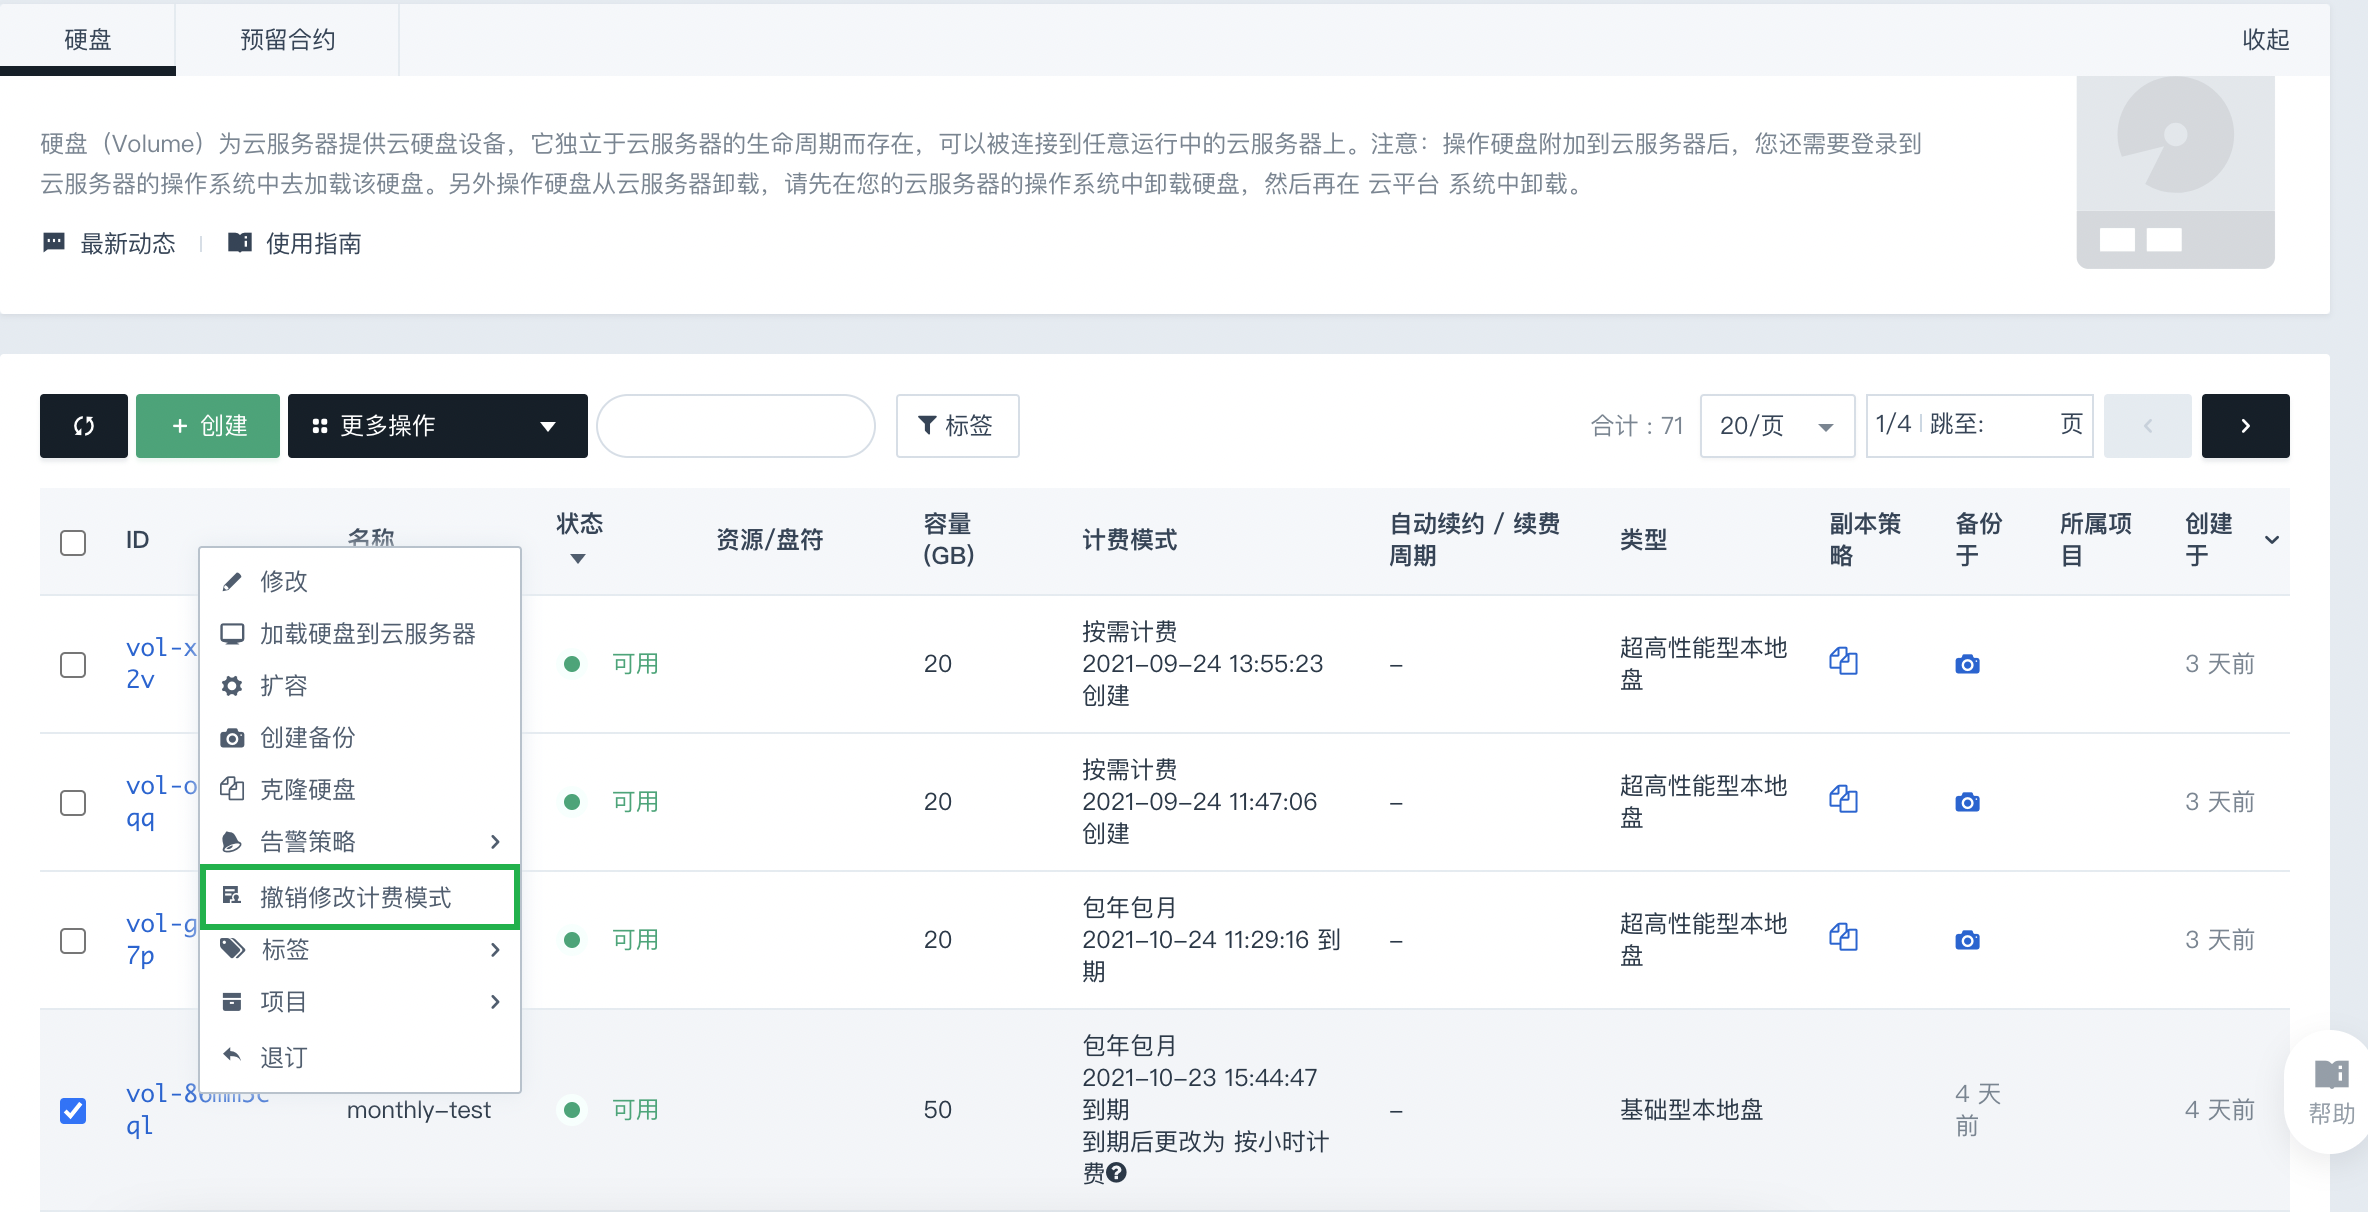 硬盘
预留合约
收起
硬盘（Volume）为云服务器提供云硬盘设备，它独立于云服务器的生命周期而存在，可以被连接到任意运行中的云服务器上。注意：操作硬盘附加到云服务器后，您还需要登录到
云服务器的操作系统中去加载该硬盘。另外操作硬盘从云服务器卸载，请先在您的云服务器的操作系统中卸载硬盘，然后再在 云平台 系统中卸载。
最新动态
使用指南
+ 创建
更多操作
标签
合计：71
20/页
1/4
跳至:
页
ID
名称
状态
资源/盘符
容量
(GB)
计费模式
自动续约 / 续费
周期
类型
副本策
略
备份
于
所属项
目
创建
于
修改
加载硬盘到云服务器
扩容
创建备份
克隆硬盘
告警策略
撤销修改计费模式
标签
项目
退订
vol-x
2v
可用
20
按需计费
2021-09-24 13:55:23
创建
–
超高性能型本地
盘
3 天前
vol-o
qq
可用
20
按需计费
2021-09-24 11:47:06
创建
–
超高性能型本地
盘
3 天前
vol-g
7p
可用
20
包年包月
2021-10-24 11:29:16 到
期
–
超高性能型本地
盘
3 天前
ql
monthly-test
可用
50
包年包月
2021-10-23 15:44:47
到期
到期后更改为 按小时计
费
–
基础型本地盘
4 天
前
4 天前
帮助